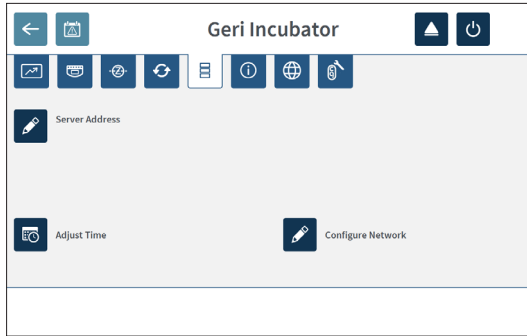 Geri Incubator
Server Address
Adjust Time
Configure Network